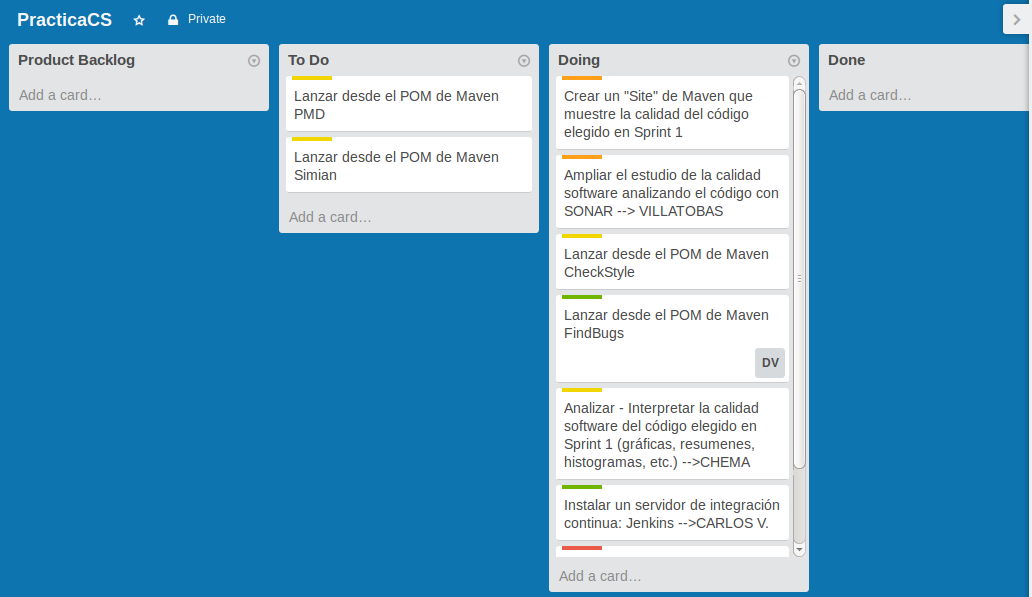 PracticaCS
Private
Product Backlog
Add a card…
To Do
Lanzar desde el POM de Maven
PMD
Lanzar desde el POM de Maven
Simian
Add a card…
Doing
Crear un "Site" de Maven que
muestre la calidad del código
elegido en Sprint 1
Ampliar el estudio de la calidad
software analizando el código con
SONAR --> VILLATOBAS
Lanzar desde el POM de Maven
CheckStyle
Lanzar desde el POM de Maven
FindBugs
DV
Analizar - Interpretar la calidad
software del código elegido en
Sprint 1 (gráficas, resumenes,
histogramas, etc.) -->CHEMA
Instalar un servidor de integración
continua: Jenkins -->CARLOS V.
Add a card…
Done
Add a card…